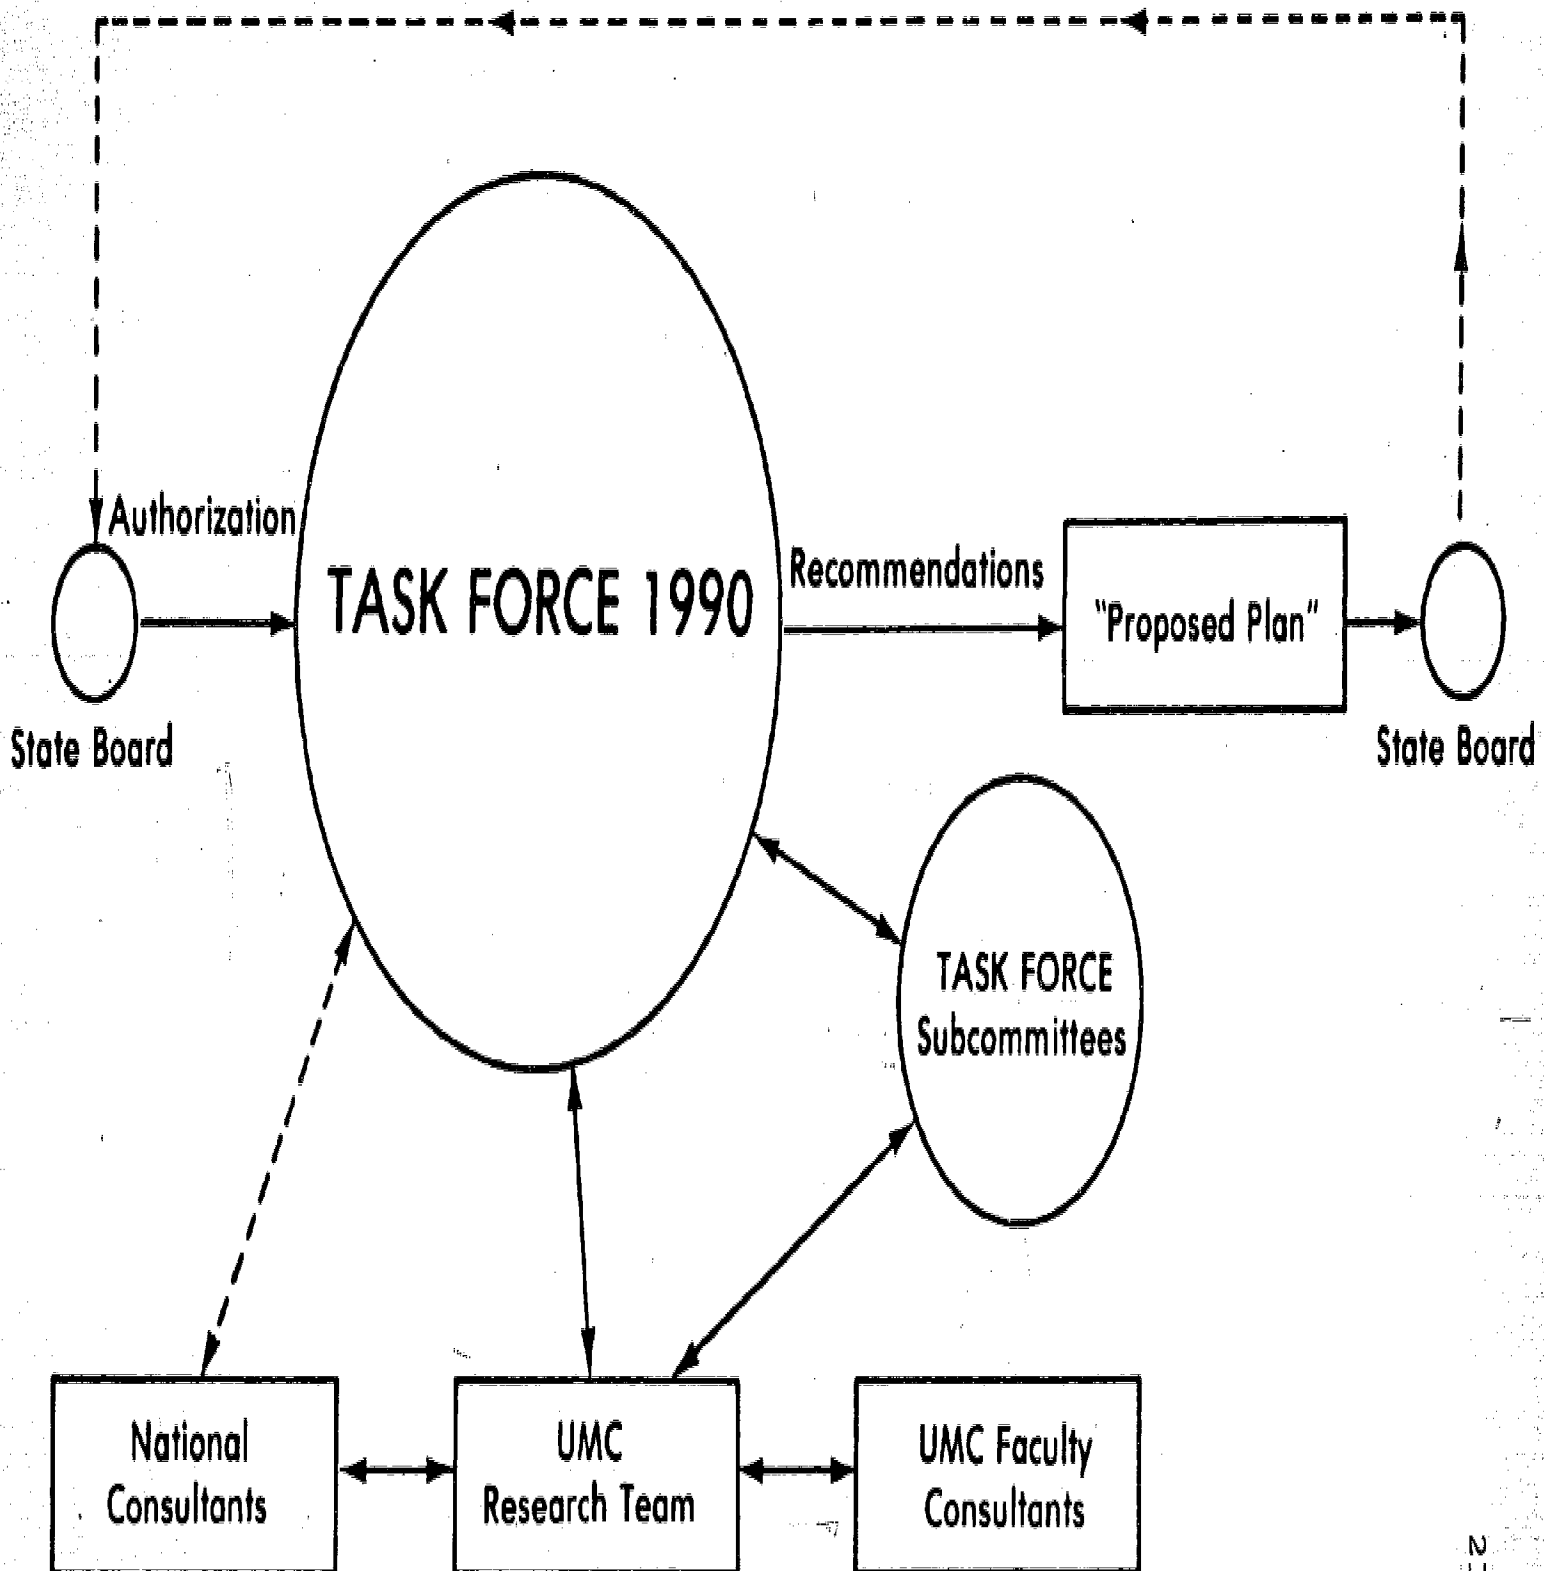 Authorization
TASK FORCE 1990
Recommendations
"Proposed Plan"
State Board
State Board
TASK FORCE
Subcommittees
National
Consultants
UMC
Research Team
UMC Faculty
Consultants